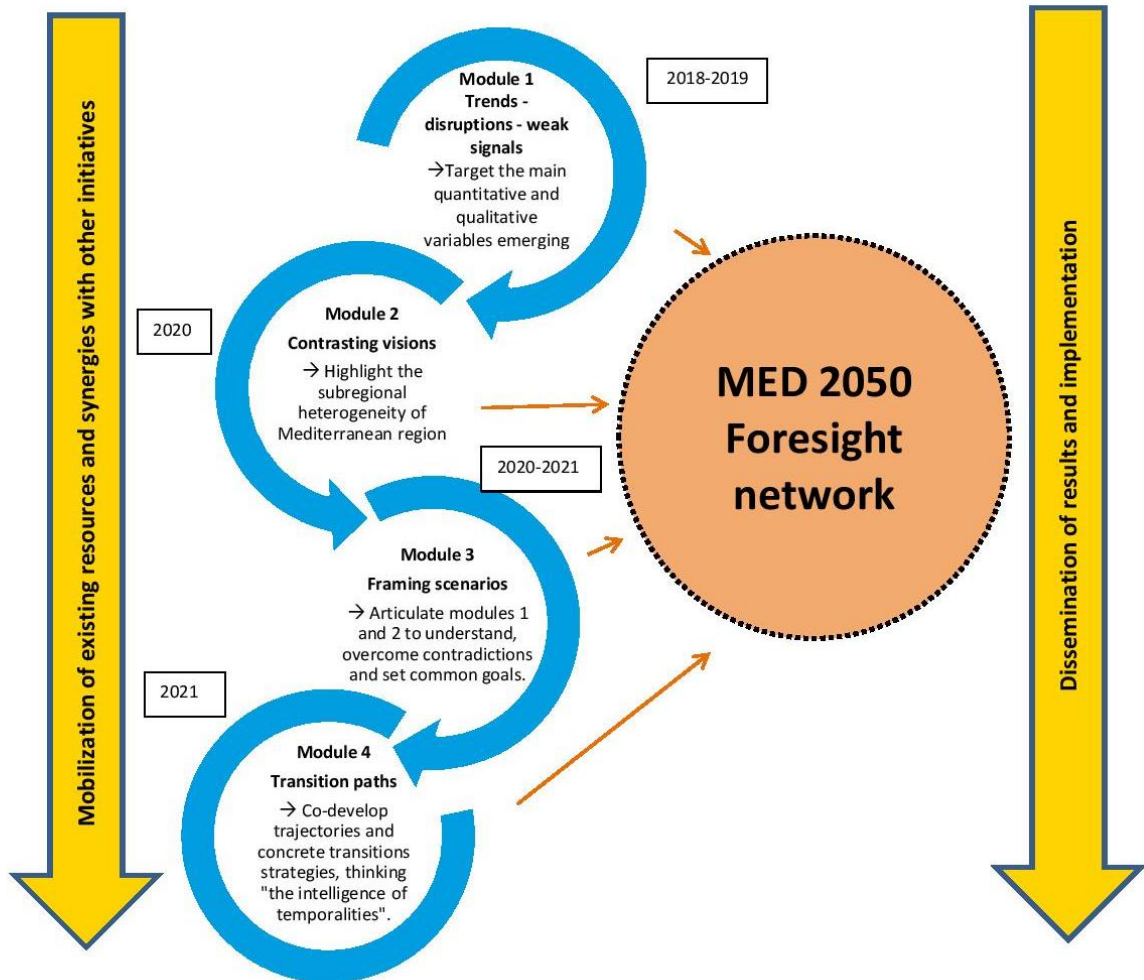 Mobilization of existing resources and synergies with other initiatives
Module 1
Trends -
disruptions - weak
signals
→Target the main
quantitative and
qualitative
variables emerging
2018-2019
2020
Module 2
Contrasting visions
→ Highlight the
subregional
heterogeneity of
Mediterranean region
2020-2021
Module 3
Framing scenarios
→ Articulate modules 1
and 2 to understand,
overcome contradictions
and set common goals.
2021
Module 4
Transition paths
→ Co-develop
trajectories and
concrete transitions
strategies, thinking
"the intelligence of
temporalities".
MED 2050
Foresight
network
Dissemination of results and implementation